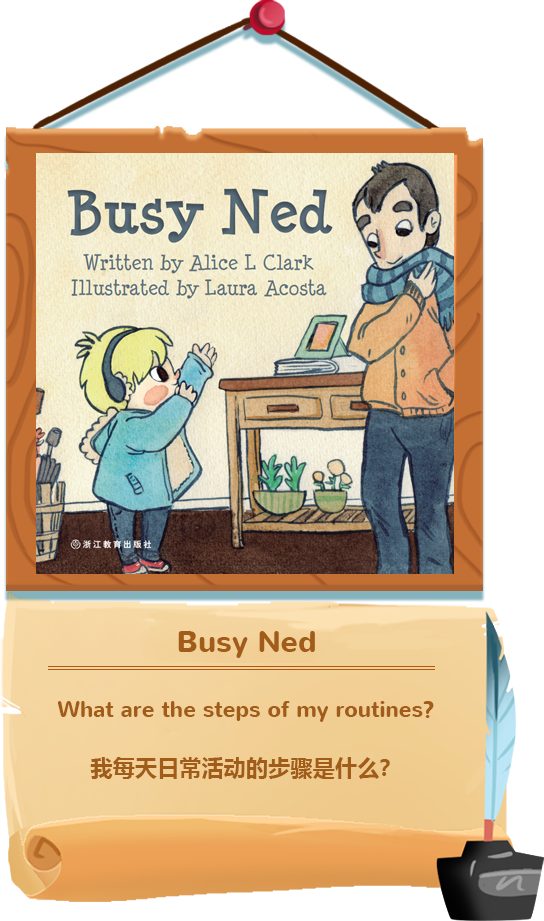 Busy Ned
Written by Alice L Clark
Illustrated by Laura Acosta
浙江教育出版社
Busy Ned
What are the steps of my routines?
我每天日常活动的步骤是什么?